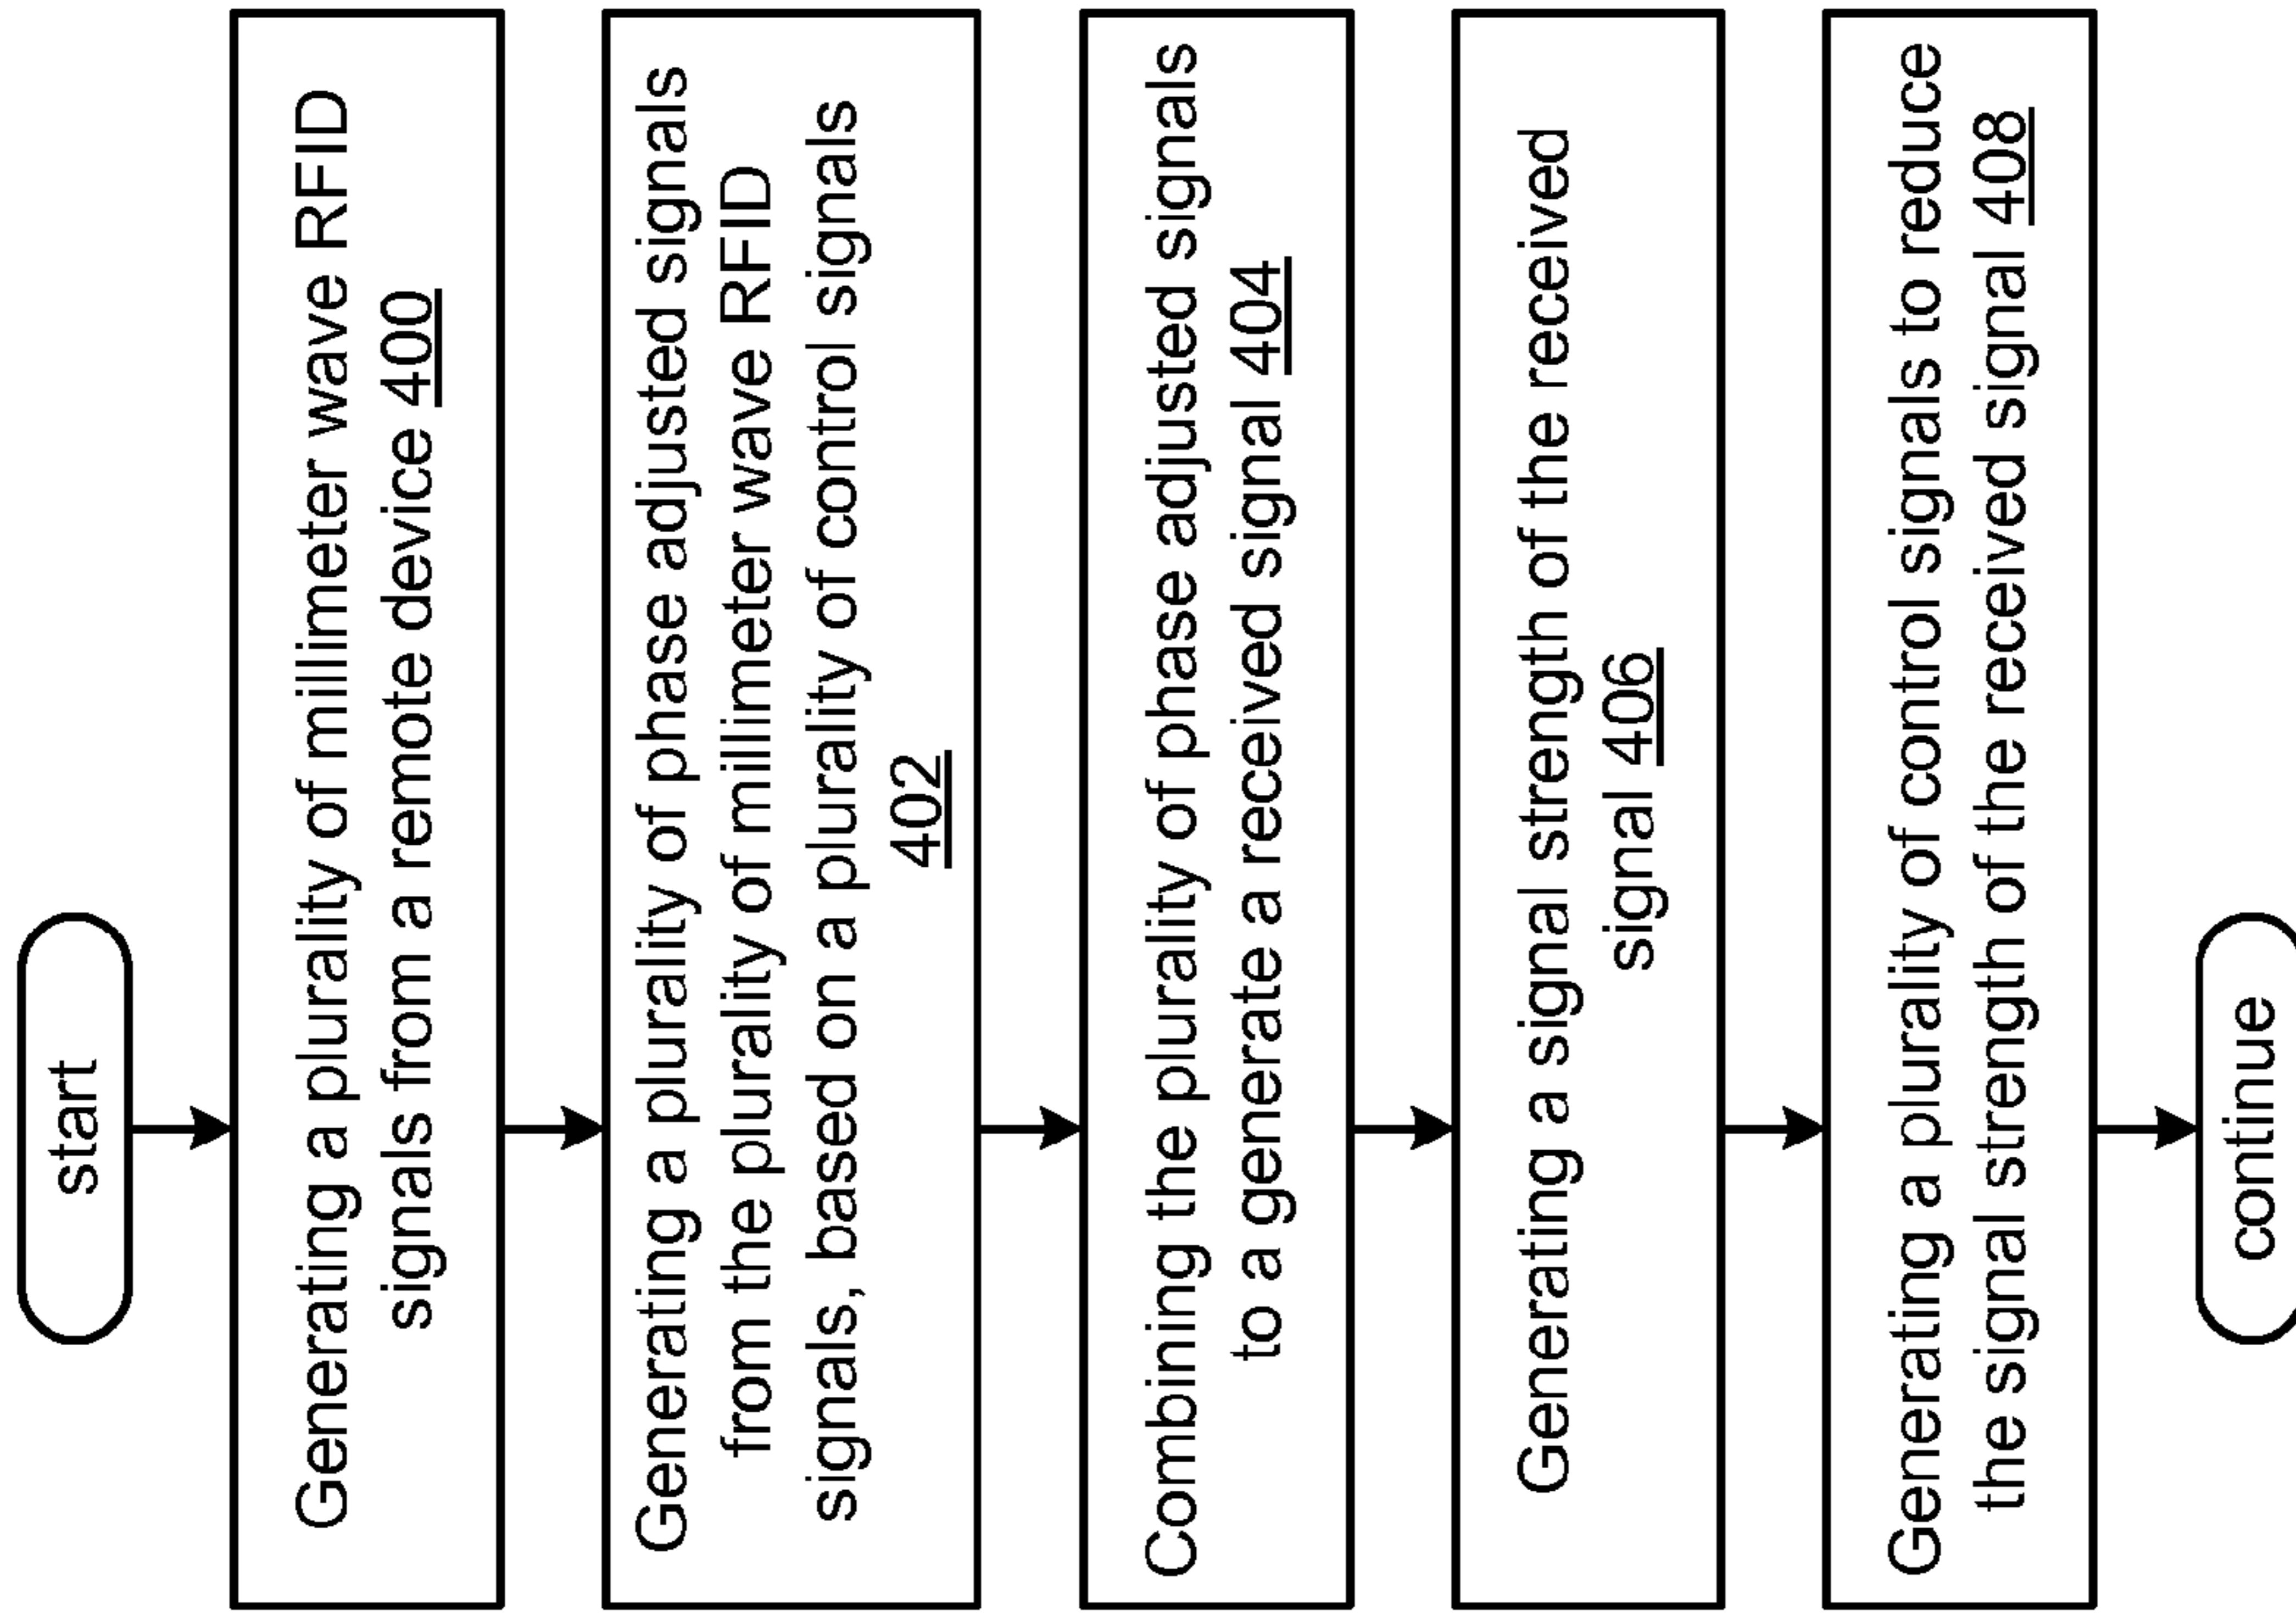 start
Generating a plurality of millimeter wave RFID
signals from a remote device 400
Generating a plurality of phase adjusted signals
from the plurality of millimeter wave RFID
signals, based on a plurality of control signals
402
Combining the plurality of phase adjusted signals
to a generate a received signal 404
Generating a signal strength of the received
signal 406
Generating a plurality of control signals to reduce
the signal strength of the received signal 408
continue